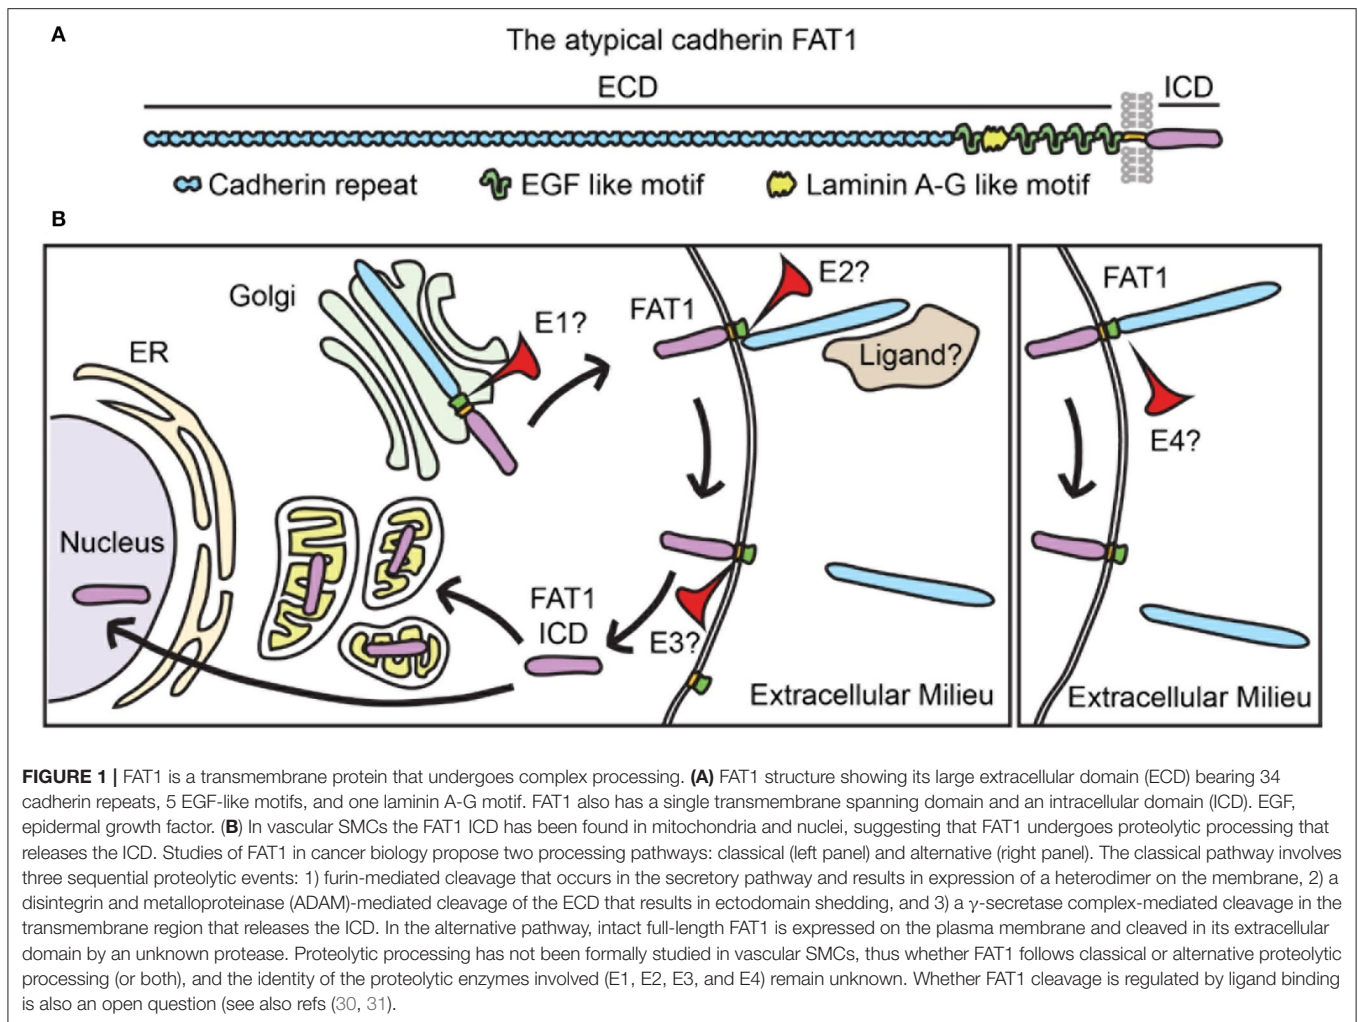 A
The atypical cadherin FAT1
ECD
ICD
Cadherin repeat
EGF like motif
Laminin A-G like motif
B
Golgi
ER
E1?
FAT1
E2?
Ligand?
FAT1
E4?
Nucleus
FAT1
ICD
E3?
Extracellular Milieu
Extracellular Milieu
FIGURE 1 | FAT1 is a transmembrane protein that undergoes complex processing. (A) FAT1 structure showing its large extracellular domain (ECD) bearing 34
cadherin repeats, 5 EGF-like motifs, and one laminin A-G motif. FAT1 also has a single transmembrane spanning domain and an intracellular domain (ICD). EGF,
epidermal growth factor. (B) In vascular SMCs the FAT1 ICD has been found in mitochondria and nuclei, suggesting that FAT1 undergoes proteolytic processing that
releases the ICD. Studies of FAT1 in cancer biology propose two processing pathways: classical (left panel) and alternative (right panel). The classical pathway involves
three sequential proteolytic events: 1) furin-mediated cleavage that occurs in the secretory pathway and results in expression of a heterodimer on the membrane, 2) a
disintegrin and metalloproteinase (ADAM)-mediated cleavage of the ECD that results in ectodomain shedding, and 3) a γ-secretase complex-mediated cleavage in the
transmembrane region that releases the ICD. In the alternative pathway, intact full-length FAT1 is expressed on the plasma membrane and cleaved in its extracellular
domain by an unknown protease. Proteolytic processing has not been formally studied in vascular SMCs, thus whether FAT1 follows classical or alternative proteolytic
processing (or both), and the identity of the proteolytic enzymes involved (E1, E2, E3, and E4) remain unknown. Whether FAT1 cleavage is regulated by ligand binding
is also an open question (see also refs (30, 31).